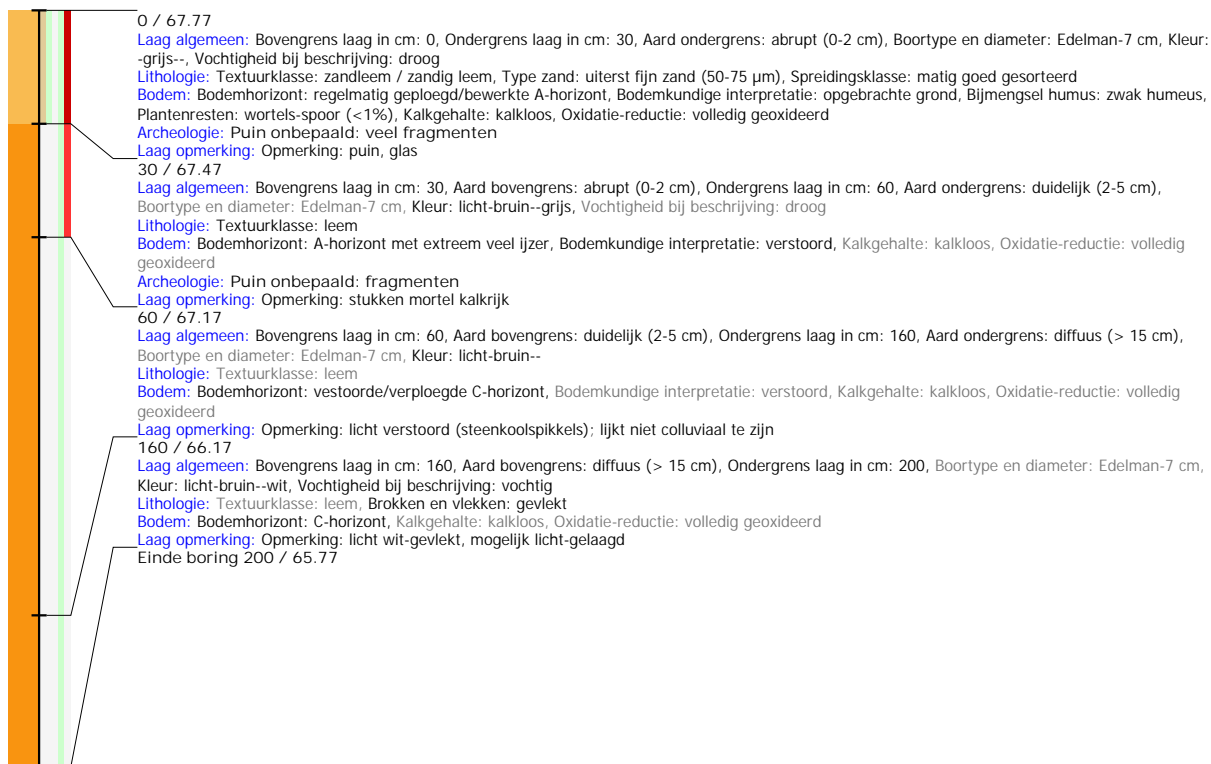 0 / 67.77
Laag algemeen: Bovengrens laag in cm: 0, Ondergrens laag in cm: 30, Aard ondergrens: abrupt (0-2 cm), Boortype en diameter: Edelman-7 cm, Kleur:
-grijs--, Vochtigheid bij beschrijving: droog
Lithologie: Textuurklasse: zandleem / zandig leem, Type zand: uiterst fijn zand (50-75 µm), Spreidingsklasse: matig goed gesorteerd
Bodem: Bodemhorizont: regelmatig geploegd/bewerkte A-horizont, Bodemkundige interpretatie: opgebrachte grond, Bijmengsel humus: zwak humeus,
Plantenresten: wortels-spoor (<1%), Kalkgehalte: kalkloos, Oxidatie-reductie: volledig geoxideerd
Archeologie: Puin onbepaald: veel fragmenten
Laag opmerking: Opmerking: puin, glas
30 / 67.47
Laag algemeen: Bovengrens laag in cm: 30, Aard bovengrens: abrupt (0-2 cm), Ondergrens laag in cm: 60, Aard ondergrens: duidelijk (2-5 cm),
Boortype en diameter: Edelman-7 cm, Kleur: licht-bruin--grijs, Vochtigheid bij beschrijving: droog
Lithologie: Textuurklasse: leem
Bodem: Bodemhorizont: A-horizont met extreem veel ijzer, Bodemkundige interpretatie: verstoord, Kalkgehalte: kalkloos, Oxidatie-reductie: volledig
geoxideerd
Archeologie: Puin onbepaald: fragmenten
Laag opmerking: Opmerking: stukken mortel kalkrijk
60 / 67.17
Laag algemeen: Bovengrens laag in cm: 60, Aard bovengrens: duidelijk (2-5 cm), Ondergrens laag in cm: 160, Aard ondergrens: diffuus (> 15 cm),
Boortype en diameter: Edelman-7 cm, Kleur: licht-bruin--
Lithologie: Textuurklasse: leem
Bodem: Bodemhorizont: vestoorde/verploegde C-horizont, Bodemkundige interpretatie: verstoord, Kalkgehalte: kalkloos, Oxidatie-reductie: volledig
geoxideerd
Laag opmerking: Opmerking: licht verstoord (steenkoolspikkels); lijkt niet colluviaal te zijn
160 / 66.17
Laag algemeen: Bovengrens laag in cm: 160, Aard bovengrens: diffuus (> 15 cm), Ondergrens laag in cm: 200, Boortype en diameter: Edelman-7 cm,
Kleur: licht-bruin--wit, Vochtigheid bij beschrijving: vochtig
Lithologie: Textuurklasse: leem, Brokken en vlekken: gevlekt
Bodem: Bodemhorizont: C-horizont, Kalkgehalte: kalkloos, Oxidatie-reductie: volledig geoxideerd
Laag opmerking: Opmerking: licht wit-gevlekt, mogelijk licht-gelaagd
Einde boring 200 / 65.77